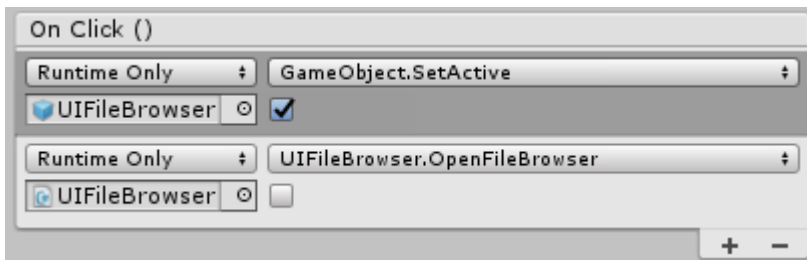 On Click ()
Runtime Only GameObject.SetActive
UIFileBrowser
Runtime Only UIFileBrowser.OpenFileBrowser
UIFileBrowser
+ −